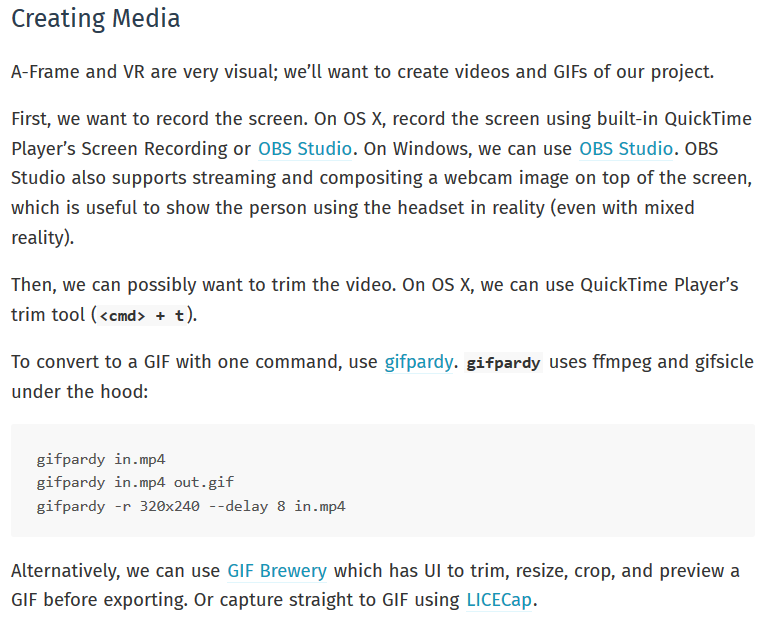 Creating Media
A-Frame and VR are very visual; we’ll want to create videos and GIFs of our project.
First, we want to record the screen. On OS X, record the screen using built-in QuickTime
Player’s Screen Recording or OBS Studio. On Windows, we can use OBS Studio. OBS
Studio also supports streaming and compositing a webcam image on top of the screen,
which is useful to show the person using the headset in reality (even with mixed
reality).
Then, we can possibly want to trim the video. On OS X, we can use QuickTime Player’s
trim tool (<cmd> + t).
To convert to a GIF with one command, use gifpardy. gifpardy uses ffmpeg and gifsicle
under the hood:
gifpardy in.mp4
gifpardy in.mp4 out.gif
gifpardy -r 320x240 --delay 8 in.mp4
Alternatively, we can use GIF Brewery which has UI to trim, resize, crop, and preview a
GIF before exporting. Or capture straight to GIF using LICECap.